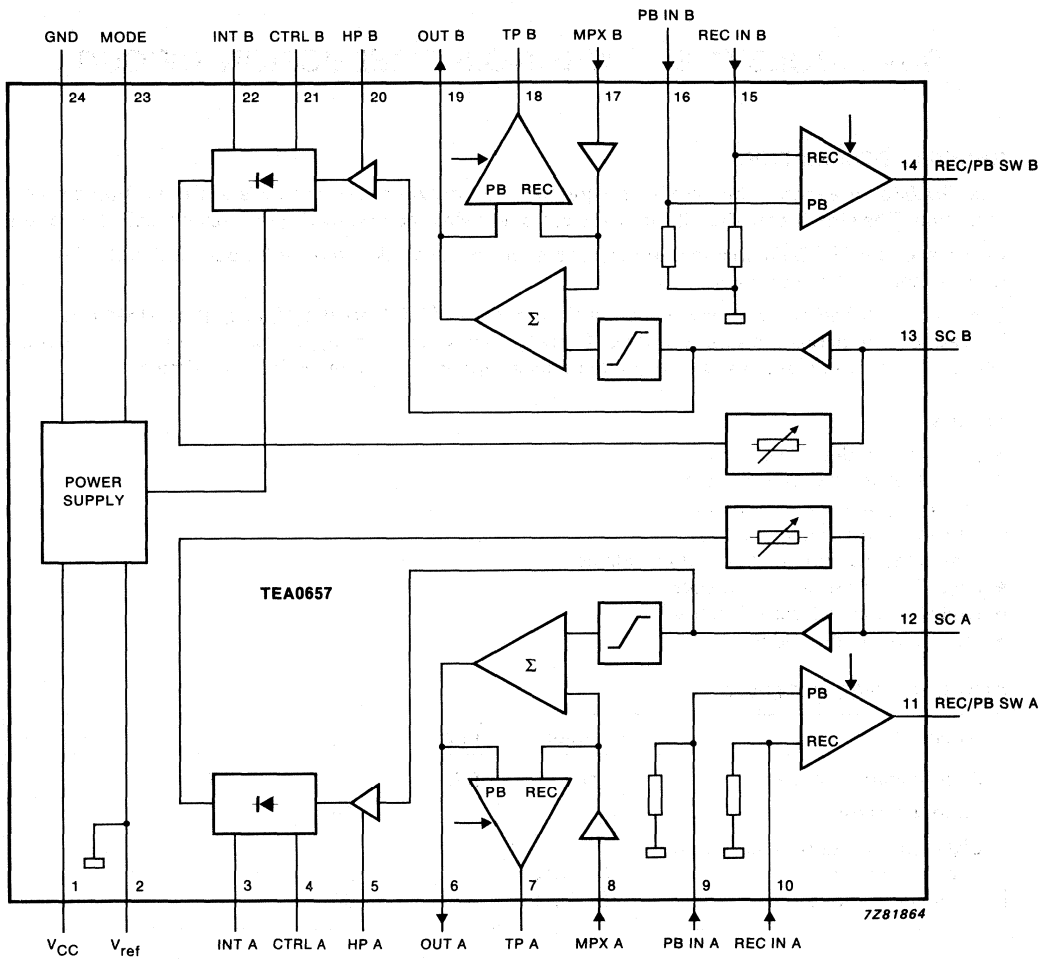 PB IN B
GND MODE INT B CTRL B HP B OUT B TP B MPX B REC IN B
24 23 22 21 20 19 18 17 16 15
REC
14 REC/PB SW B
PB REC
PB
Σ
13 SC B
POWER
SUPPLY
TEA0657
12 SC A
Σ
PB
11 REC/PB SW A
REC
PB REC
1 2 3 4 5 6 7 8 9 10
7Z81864
VCC Vref INT A CTRL A HP A OUT A TP A MPX A PB IN A REC IN A